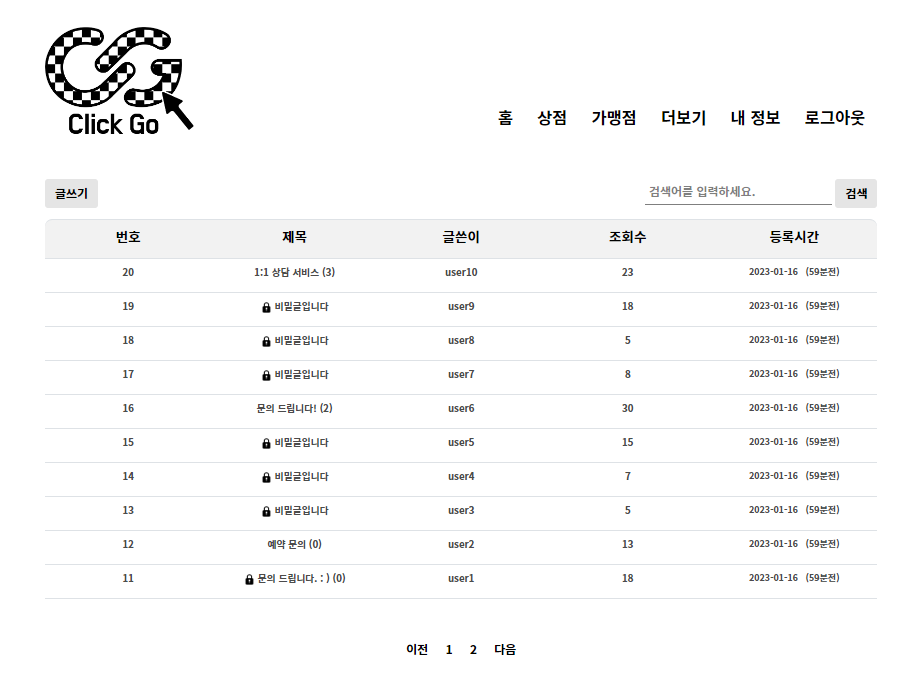 Click Go
홈 상점 가맹점 더보기 내 정보 로그아웃
글쓰기 검색어를 입력하세요. 검색
번호 제목 글쓴이 조회수 등록시간
20 1:1 상담 서비스 (3) user10 23 2023-01-16 (59분전)
19 비밀글입니다 user9 18 2023-01-16 (59분전)
18 비밀글입니다 user8 5 2023-01-16 (59분전)
17 비밀글입니다 user7 8 2023-01-16 (59분전)
16 문의 드립니다! (2) user6 30 2023-01-16 (59분전)
15 비밀글입니다 user5 15 2023-01-16 (59분전)
14 비밀글입니다 user4 7 2023-01-16 (59분전)
13 비밀글입니다 user3 5 2023-01-16 (59분전)
12 예약 문의 (0) user2 13 2023-01-16 (59분전)
11 문의 드립니다. : ) (0) user1 18 2023-01-16 (59분전)
이전 1 2 다음